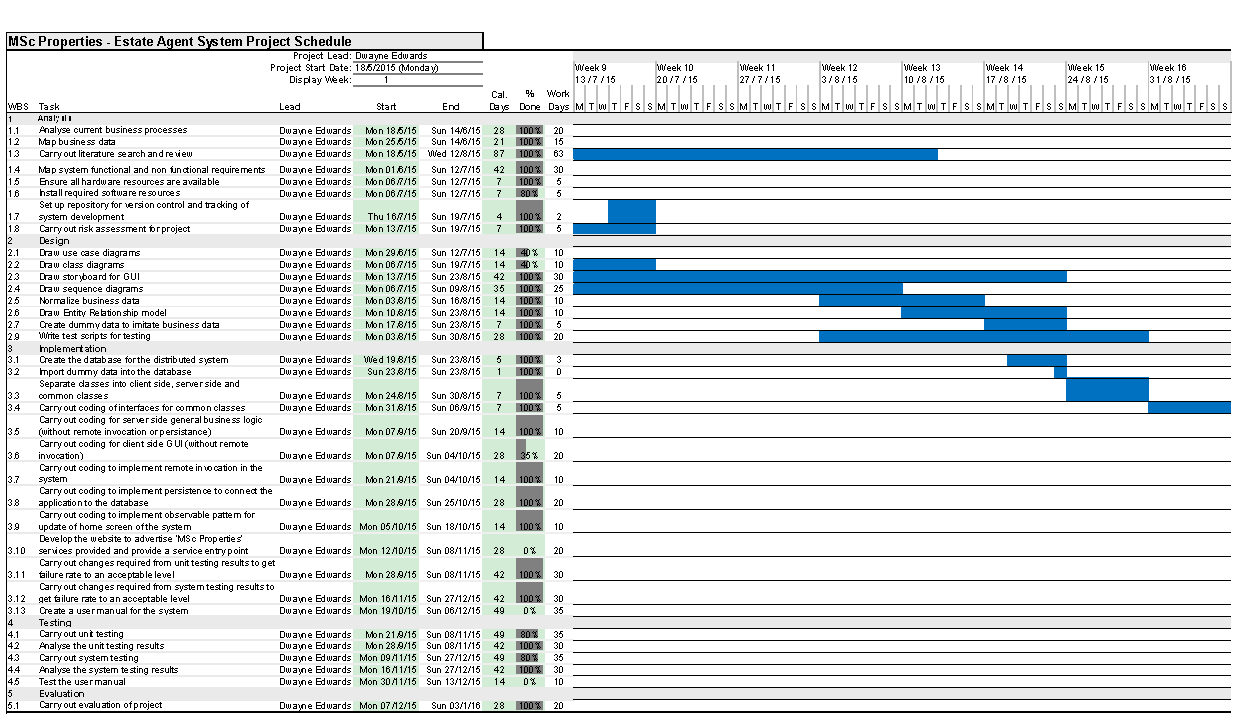 MSc Properties - Estate Agent System Project Schedule
Project Lead: Dwayne Edwards
Project Start Date: 18/5/2015 (Monday)
Display Week: 1
Week 9 Week 10 Week 11 Week 12 Week 13 Week 14 Week 15 Week 16
13/7/15 20/7/15 27/7/15 3/8/15 10/8/15 17/8/15 24/8/15 31/8/15
Cal. % Work
WBS Task Lead Start End Days Done Days M T W T F S S M T W T F S S M T W T F S S M T W T F S S M T W T F S S M T W T F S S M T W T F S S M T W T F S S
1 Analysis
1.1 Analyse current business processes Dwayne Edwards Mon 18/5/15 Sun 14/6/15 28 100% 20
1.2 Map business data Dwayne Edwards Mon 25/5/15 Sun 14/6/15 21 100% 15
1.3 Carry out literature search and review Dwayne Edwards Mon 18/5/15 Wed 12/8/15 87 100% 63
1.4 Map system functional and non functional requirements Dwayne Edwards Mon 01/6/15 Sun 12/7/15 42 100% 30
1.5 Ensure all hardware resources are available Dwayne Edwards Mon 06/7/15 Sun 12/7/15 7 100% 5
1.6 Install required software resources Dwayne Edwards Mon 06/7/15 Sun 12/7/15 7 80% 5
Set up repository for version control and tracking of
1.7 system development Dwayne Edwards Thu 16/7/15 Sun 19/7/15 4 100% 2
1.8 Carry out risk assessment for project Dwayne Edwards Mon 13/7/15 Sun 19/7/15 7 100% 5
2 Design
2.1 Draw use case diagrams Dwayne Edwards Mon 29/6/15 Sun 12/7/15 14 40% 10
2.2 Draw class diagrams Dwayne Edwards Mon 06/7/15 Sun 19/7/15 14 40% 10
2.3 Draw storyboard for GUI Dwayne Edwards Mon 13/7/15 Sun 23/8/15 42 100% 30
2.4 Draw sequence diagrams Dwayne Edwards Mon 06/7/15 Sun 09/8/15 35 100% 25
2.5 Normalize business data Dwayne Edwards Mon 03/8/15 Sun 16/8/15 14 100% 10
2.6 Draw Entity Relationship model Dwayne Edwards Mon 10/8/15 Sun 23/8/15 14 100% 10
2.7 Create dummy data to imitate business data Dwayne Edwards Mon 17/8/15 Sun 23/8/15 7 100% 5
2.9 Write test scripts for testing Dwayne Edwards Mon 03/8/15 Sun 30/8/15 28 100% 20
3 Implementation
3.1 Create the database for the distributed system Dwayne Edwards Wed 19/8/15 Sun 23/8/15 5 100% 3
3.2 Import dummy data into the database Dwayne Edwards Sun 23/8/15 Sun 23/8/15 1 100% 0
Separate classes into client side, server side and
3.3 common classes Dwayne Edwards Mon 24/8/15 Sun 30/8/15 7 100% 5
3.4 Carry out coding of interfaces for common classes Dwayne Edwards Mon 31/8/15 Sun 06/9/15 7 100% 5
Carry out coding for server side general business logic
3.5 (without remote invocation or persistance) Dwayne Edwards Mon 07/9/15 Sun 20/9/15 14 100% 10
Carry out coding for client side GUI (without remote
3.6 invocation) Dwayne Edwards Mon 07/9/15 Sun 04/10/15 28 35% 20
Carry out coding to implement remote invocation in the
3.7 system Dwayne Edwards Mon 21/9/15 Sun 04/10/15 14 100% 10
Carry out coding to implement persistence to connect the
3.8 application to the database Dwayne Edwards Mon 28/9/15 Sun 25/10/15 28 100% 20
Carry out coding to implement observable pattern for
3.9 update of home screen of the system Dwayne Edwards Mon 05/10/15 Sun 18/10/15 14 100% 10
Develop the website to advertise 'MSc Properties'
3.10 services provided and provide a service entry point Dwayne Edwards Mon 12/10/15 Sun 08/11/15 28 0% 20
Carry out changes required from unit testing results to get
3.11 failure rate to an acceptable level Dwayne Edwards Mon 28/9/15 Sun 08/11/15 42 100% 30
Carry out changes required from system testing results to
3.12 get failure rate to an acceptable level Dwayne Edwards Mon 16/11/15 Sun 27/12/15 42 100% 30
3.13 Create a user manual for the system Dwayne Edwards Mon 19/10/15 Sun 06/12/15 49 0% 35
4 Testing
4.1 Carry out unit testing Dwayne Edwards Mon 21/9/15 Sun 08/11/15 49 80% 35
4.2 Analyse the unit testing results Dwayne Edwards Mon 28/9/15 Sun 08/11/15 42 100% 30
4.3 Carry out system testing Dwayne Edwards Mon 09/11/15 Sun 27/12/15 49 80% 35
4.4 Analyse the system testing results Dwayne Edwards Mon 16/11/15 Sun 27/12/15 42 100% 30
4.5 Test the user manual Dwayne Edwards Mon 30/11/15 Sun 13/12/15 14 0% 10
5 Evaluation
5.1 Carry out evaluation of project Dwayne Edwards Mon 07/12/15 Sun 03/1/16 28 100% 20